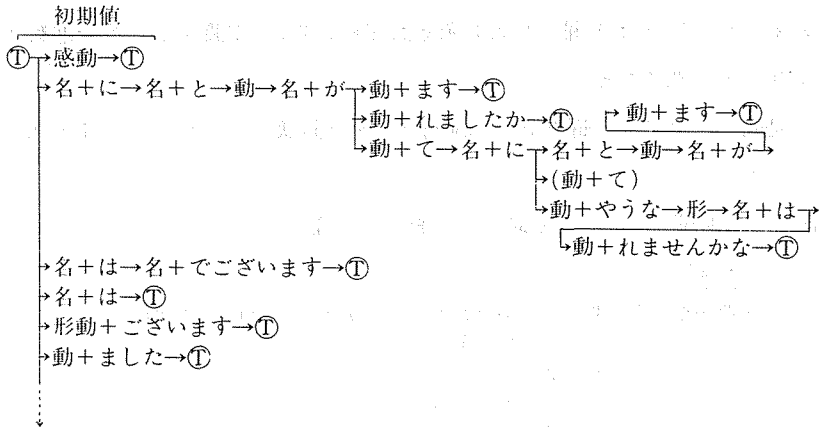 初期値
Ⓣ→感動→Ⓣ
→名+に→名+と→動→名+が→動+ます→Ⓣ
→動+れましたか→Ⓣ
→動+ます→Ⓣ
→動+て→名+に→名+と→動→名+が→
→(動+て)
→動+やうな→形→名+は→
→動+れませんかな→Ⓣ
→名+は→名+でございます→Ⓣ
→名+は→Ⓣ
→形動+ございます→Ⓣ
→動+ました→Ⓣ